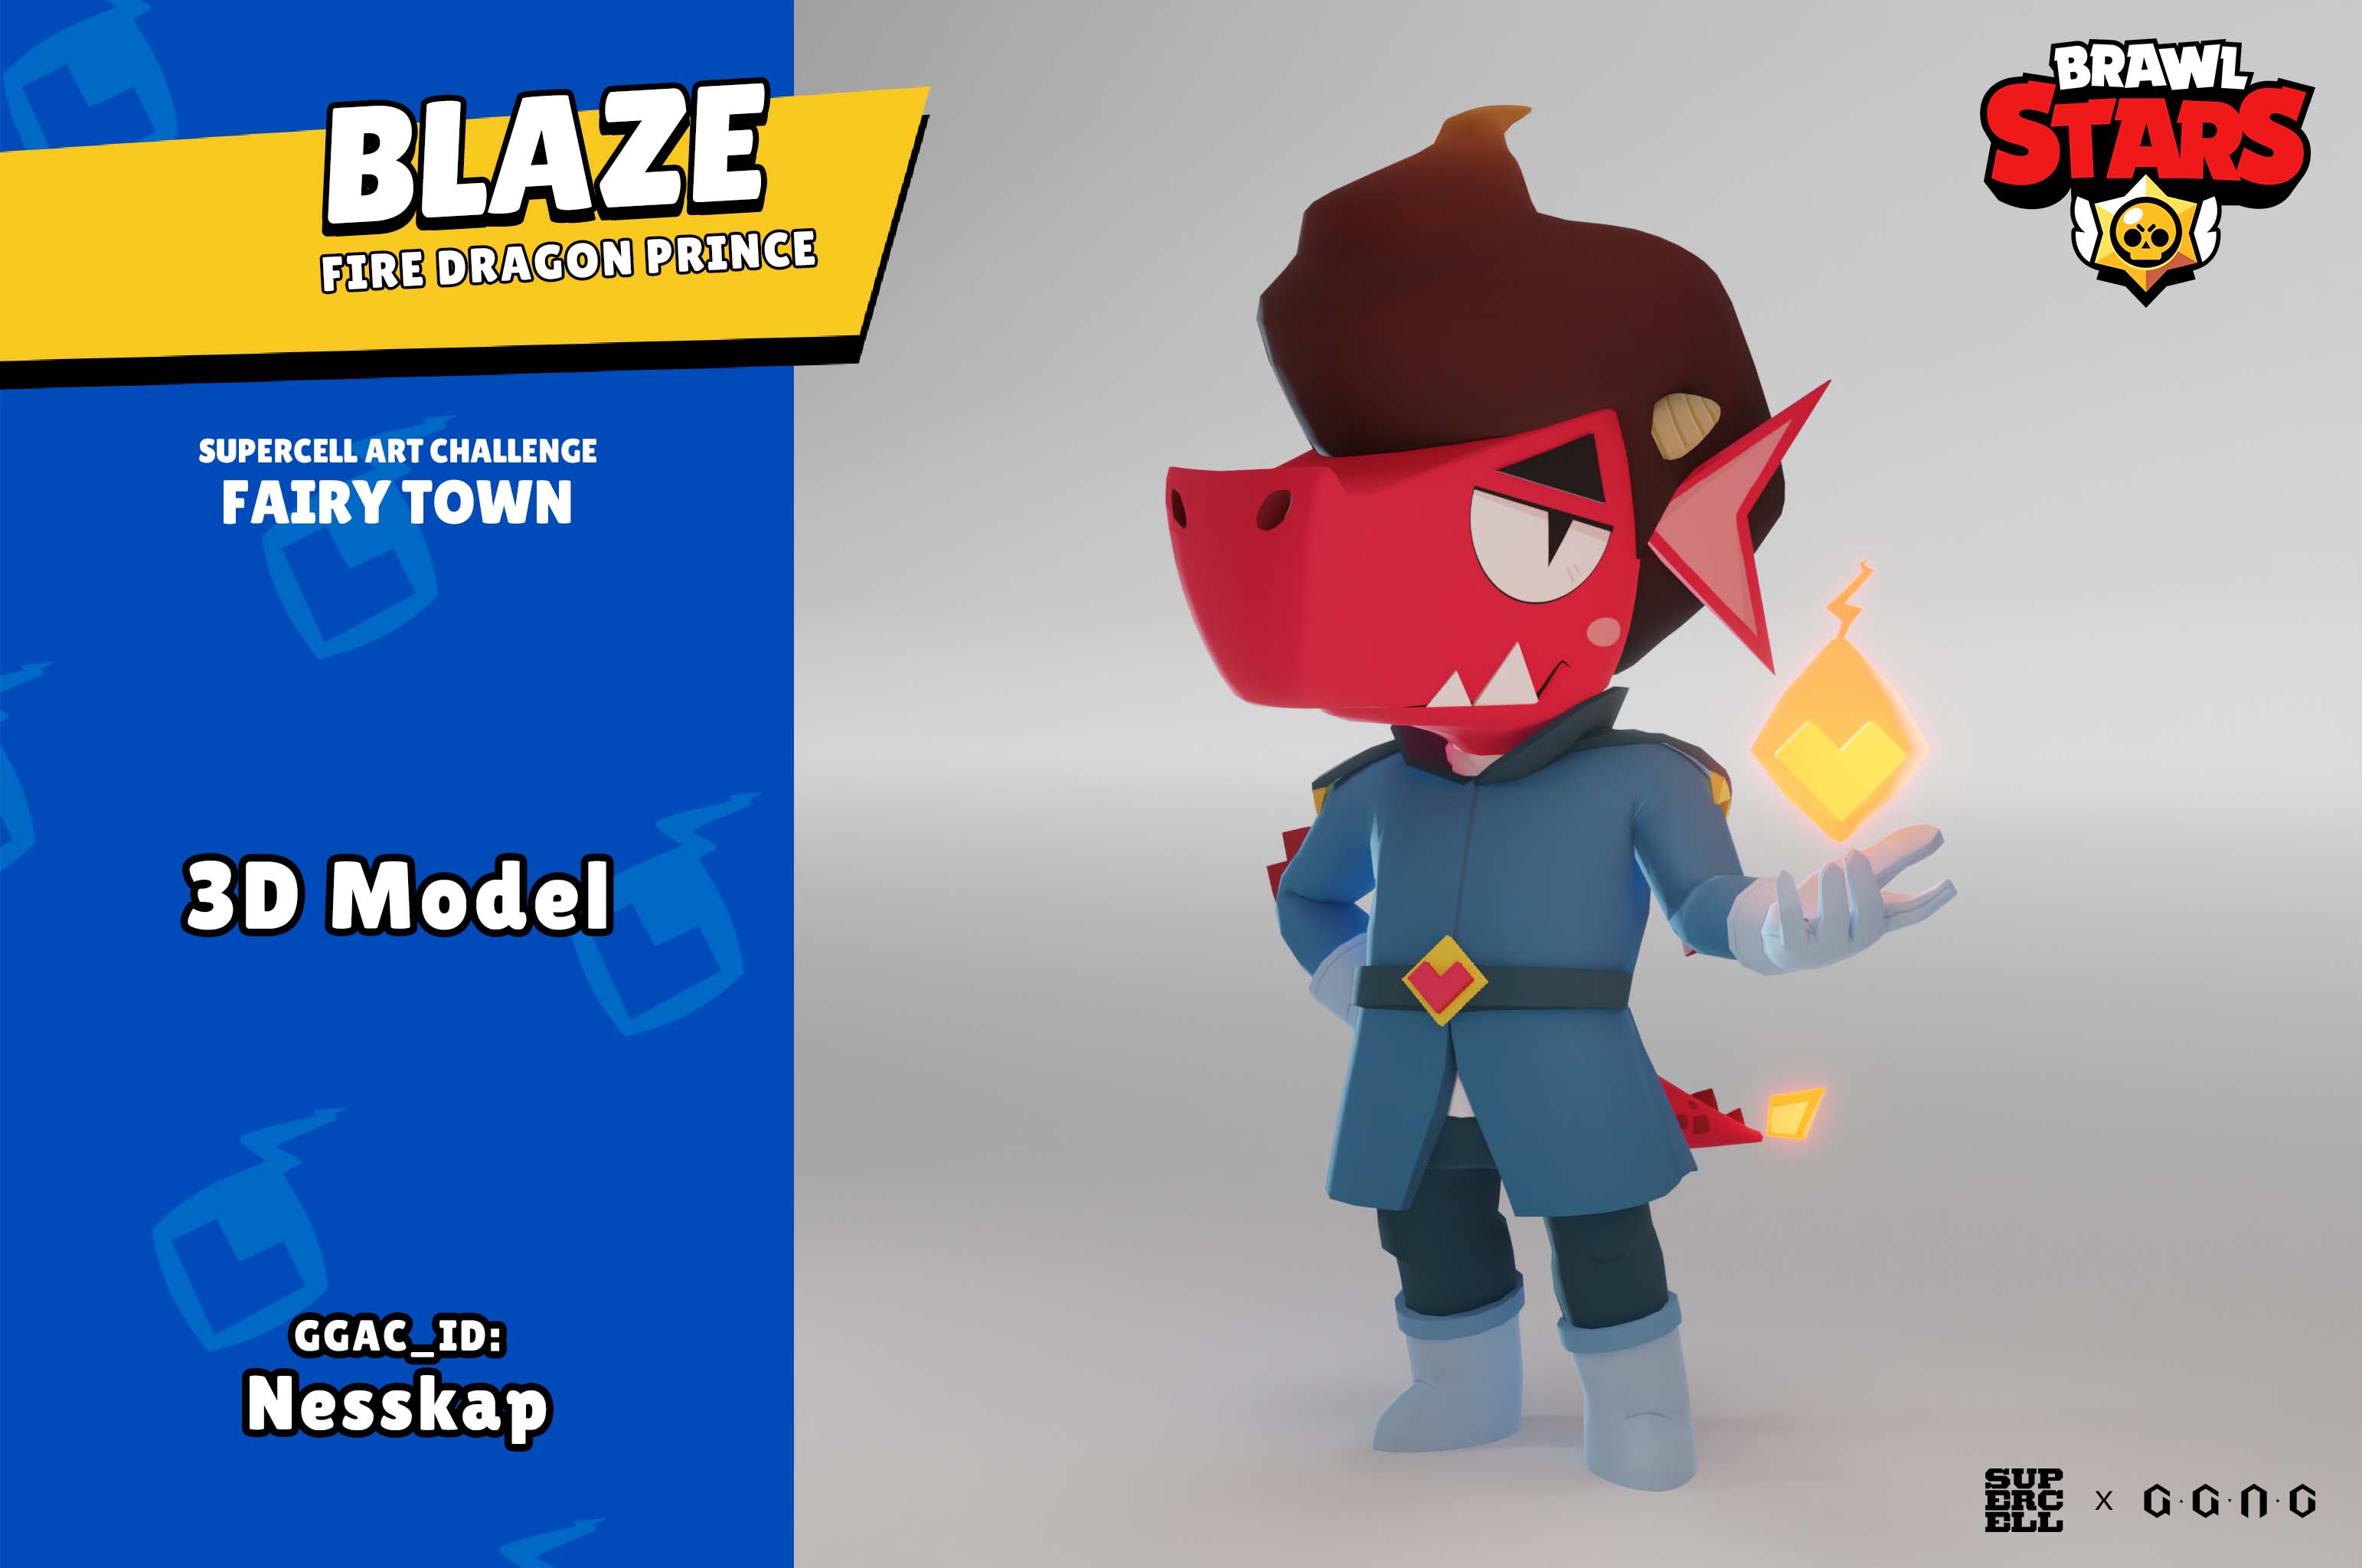 BLAZE
FIRE DRAGON PRINCE
SUPERCELL ART CHALLENGE
FAIRY TOWN
3D Model
GGAC_ID:
Nesskap
BRAWL
STARS
SUP
ERC
ELL
X
G·G·A·C